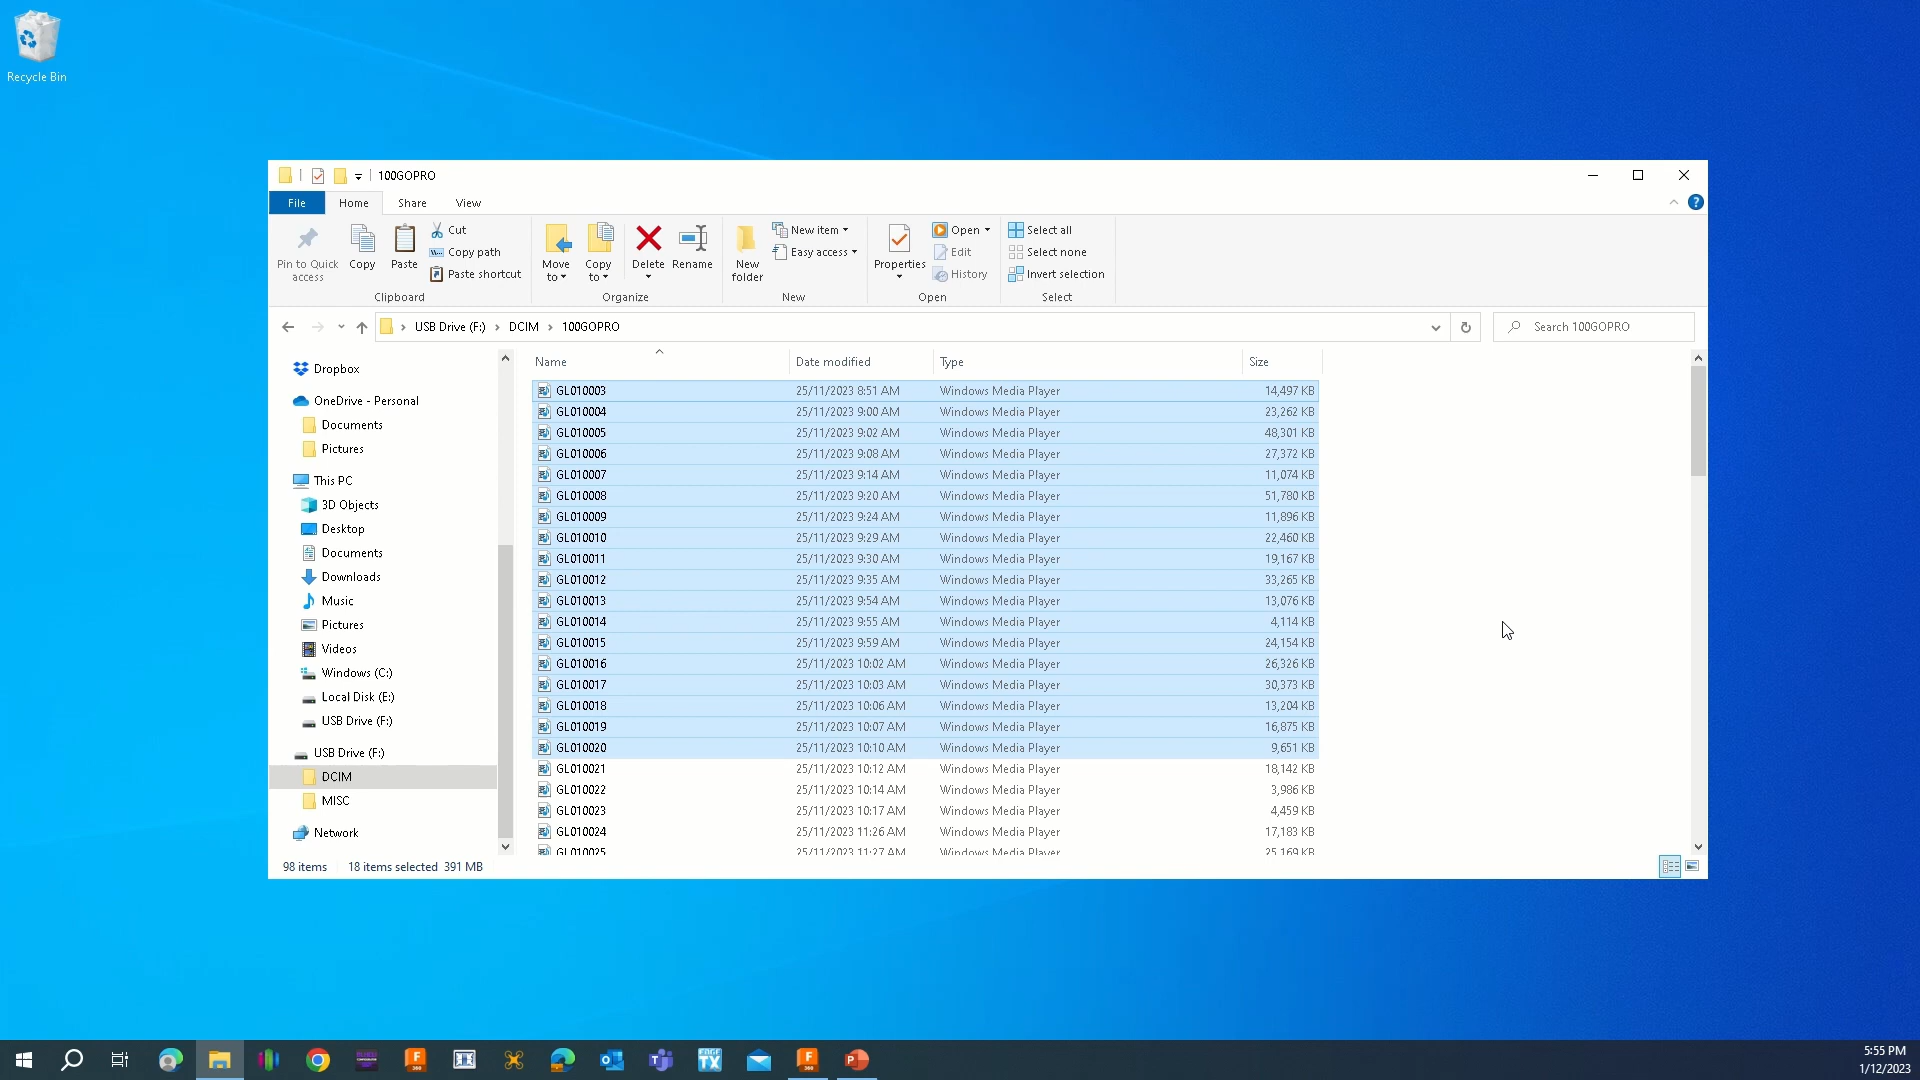 Recycle Bin
100GOPRO
File Home Share View
Pin to Quick access
Copy
Paste
Cut
Copy path
Paste shortcut
Clipboard
Move to
Copy to
Delete
Rename
Organize
New folder
New item
Easy access
New
Properties
Open
Edit
History
Open
Select all
Select none
Invert selection
Select
USB Drive (F:) DCIM 100GOPRO
Search 100GOPRO
Dropbox
OneDrive - Personal
Documents
Pictures
This PC
3D Objects
Desktop
Documents
Downloads
Music
Pictures
Videos
Windows (C:)
Local Disk (E:)
USB Drive (F:)
USB Drive (F:)
DCIM
MISC
Network
Name Date modified Type Size
GL010003 25/11/2023 8:51 AM Windows Media Player 14,497 KB
GL010004 25/11/2023 9:00 AM Windows Media Player 23,262 KB
GL010005 25/11/2023 9:02 AM Windows Media Player 48,301 KB
GL010006 25/11/2023 9:08 AM Windows Media Player 27,372 KB
GL010007 25/11/2023 9:14 AM Windows Media Player 11,074 KB
GL010008 25/11/2023 9:20 AM Windows Media Player 51,780 KB
GL010009 25/11/2023 9:24 AM Windows Media Player 11,896 KB
GL010010 25/11/2023 9:29 AM Windows Media Player 22,460 KB
GL010011 25/11/2023 9:30 AM Windows Media Player 19,167 KB
GL010012 25/11/2023 9:35 AM Windows Media Player 33,265 KB
GL010013 25/11/2023 9:54 AM Windows Media Player 13,076 KB
GL010014 25/11/2023 9:55 AM Windows Media Player 4,114 KB
GL010015 25/11/2023 9:59 AM Windows Media Player 24,154 KB
GL010016 25/11/2023 10:02 AM Windows Media Player 26,326 KB
GL010017 25/11/2023 10:03 AM Windows Media Player 30,373 KB
GL010018 25/11/2023 10:06 AM Windows Media Player 13,204 KB
GL010019 25/11/2023 10:07 AM Windows Media Player 16,875 KB
GL010020 25/11/2023 10:10 AM Windows Media Player 9,651 KB
GL010021 25/11/2023 10:12 AM Windows Media Player 18,142 KB
GL010022 25/11/2023 10:14 AM Windows Media Player 3,986 KB
GL010023 25/11/2023 10:17 AM Windows Media Player 4,459 KB
GL010024 25/11/2023 11:26 AM Windows Media Player 17,183 KB
GL010025 25/11/2023 11:27 AM Windows Media Player 25,169 KB
98 items 18 items selected 391 MB
5:55 PM
1/12/2023